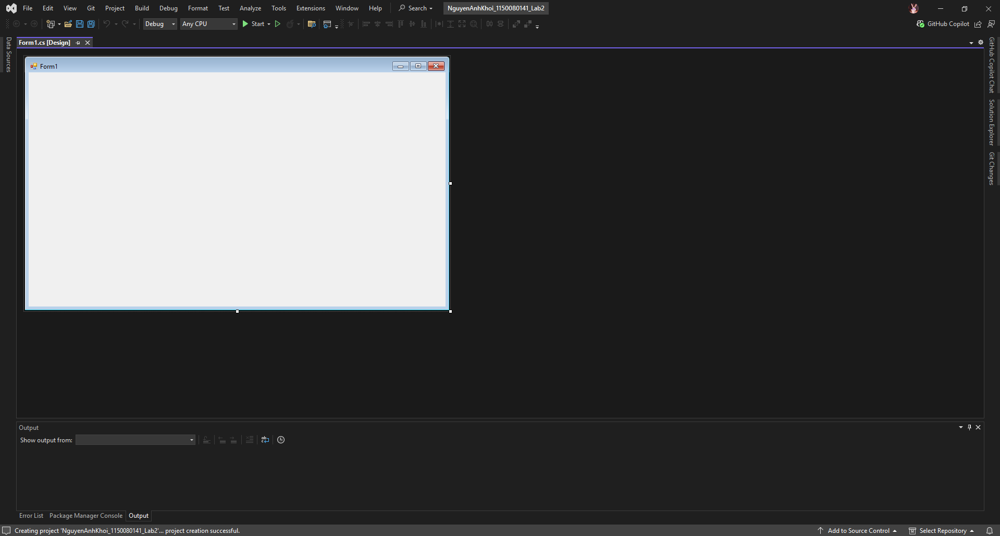 File Edit View Git Project Build Debug Format Test Analyze Tools Extensions Window Help Search NguyenAnhKhoi_1150080141_Lab2
Debug Any CPU Start GitHub Copilot
Data Sources
Form1.cs [Design]
Form1
GitHub Copilot Chat
Solution Explorer
Git Changes
Output
Show output from:
Error List Package Manager Console Output
Creating project 'NguyenAnhKhoi_1150080141_Lab2'... project creation successful. Add to Source Control Select Repository